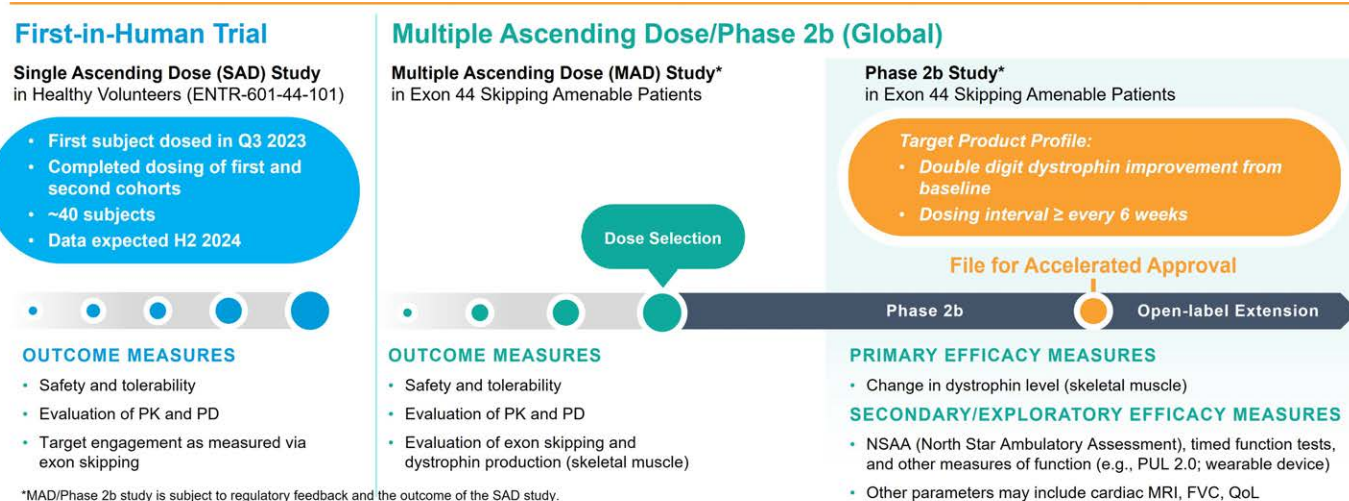 First-in-Human Trial
Single Ascending Dose (SAD) Study
in Healthy Volunteers (ENTR-601-44-101)
• First subject dosed in Q3 2023
• Completed dosing of first and
second cohorts
• ~40 subjects
• Data expected H2 2024
OUTCOME MEASURES
• Safety and tolerability
• Evaluation of PK and PD
• Target engagement as measured via
exon skipping
Multiple Ascending Dose/Phase 2b (Global)
Multiple Ascending Dose (MAD) Study*
in Exon 44 Skipping Amenable Patients
Dose Selection
OUTCOME MEASURES
• Safety and tolerability
• Evaluation of PK and PD
• Evaluation of exon skipping and
dystrophin production (skeletal muscle)
Phase 2b Study*
in Exon 44 Skipping Amenable Patients
Target Product Profile:
• Double digit dystrophin improvement from
baseline
• Dosing interval ≥ every 6 weeks
File for Accelerated Approval
Phase 2b
Open-label Extension
PRIMARY EFFICACY MEASURES
• Change in dystrophin level (skeletal muscle)
SECONDARY/EXPLORATORY EFFICACY MEASURES
• NSAA (North Star Ambulatory Assessment), timed function tests,
and other measures of function (e.g., PUL 2.0; wearable device)
• Other parameters may include cardiac MRI, FVC, QoL
*MAD/Phase 2b study is subject to regulatory feedback and the outcome of the SAD study.